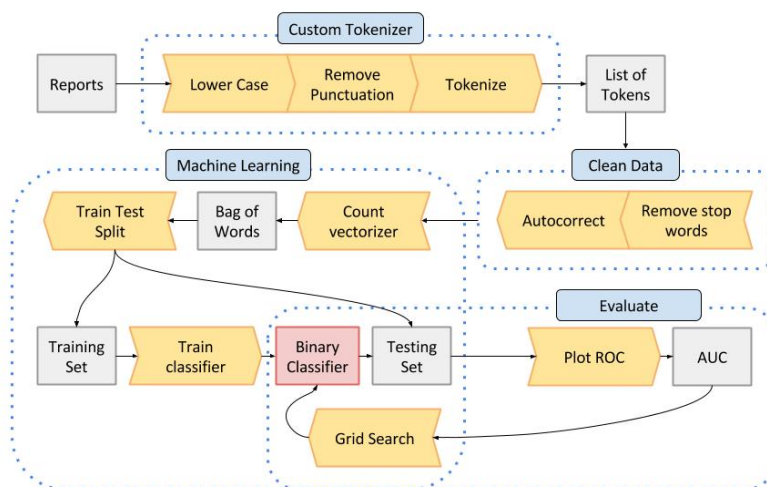 Custom Tokenizer
Reports
Lower Case
Remove
Punctuation
Tokenize
List of
Tokens
Machine Learning
Clean Data
Train Test
Split
Bag of
Words
Count
vectorizer
Autocorrect
Remove stop
words
Evaluate
Training
Set
Train
classifier
Binary
Classifier
Testing
Set
Plot ROC
AUC
Grid Search